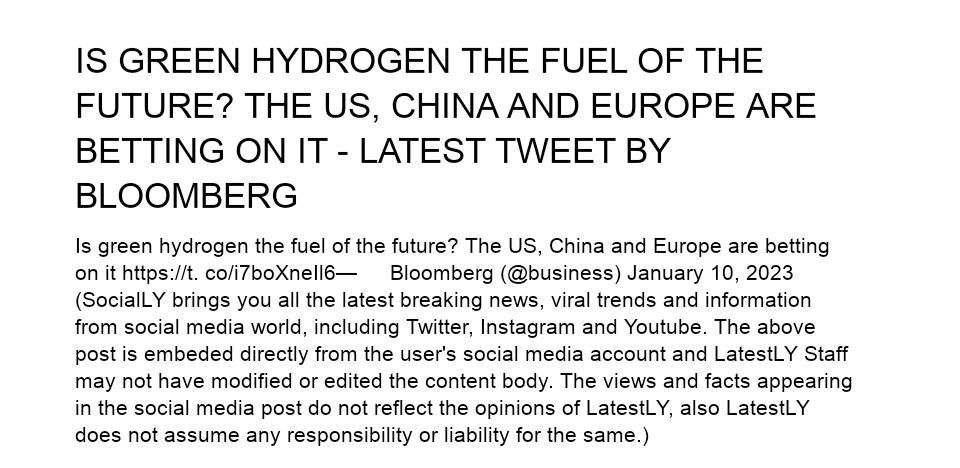 IS GREEN HYDROGEN THE FUEL OF THE
FUTURE? THE US, CHINA AND EUROPE ARE
BETTING ON IT - LATEST TWEET BY
BLOOMBERG
Is green hydrogen the fuel of the future? The US, China and Europe are betting
on it https://t. co/i7boXneIl6— Bloomberg (@business) January 10, 2023
(SocialLY brings you all the latest breaking news, viral trends and information
from social media world, including Twitter, Instagram and Youtube. The above
post is embeded directly from the user's social media account and LatestLY Staff
may not have modified or edited the content body. The views and facts appearing
in the social media post do not reflect the opinions of LatestLY, also LatestLY
does not assume any responsibility or liability for the same.)